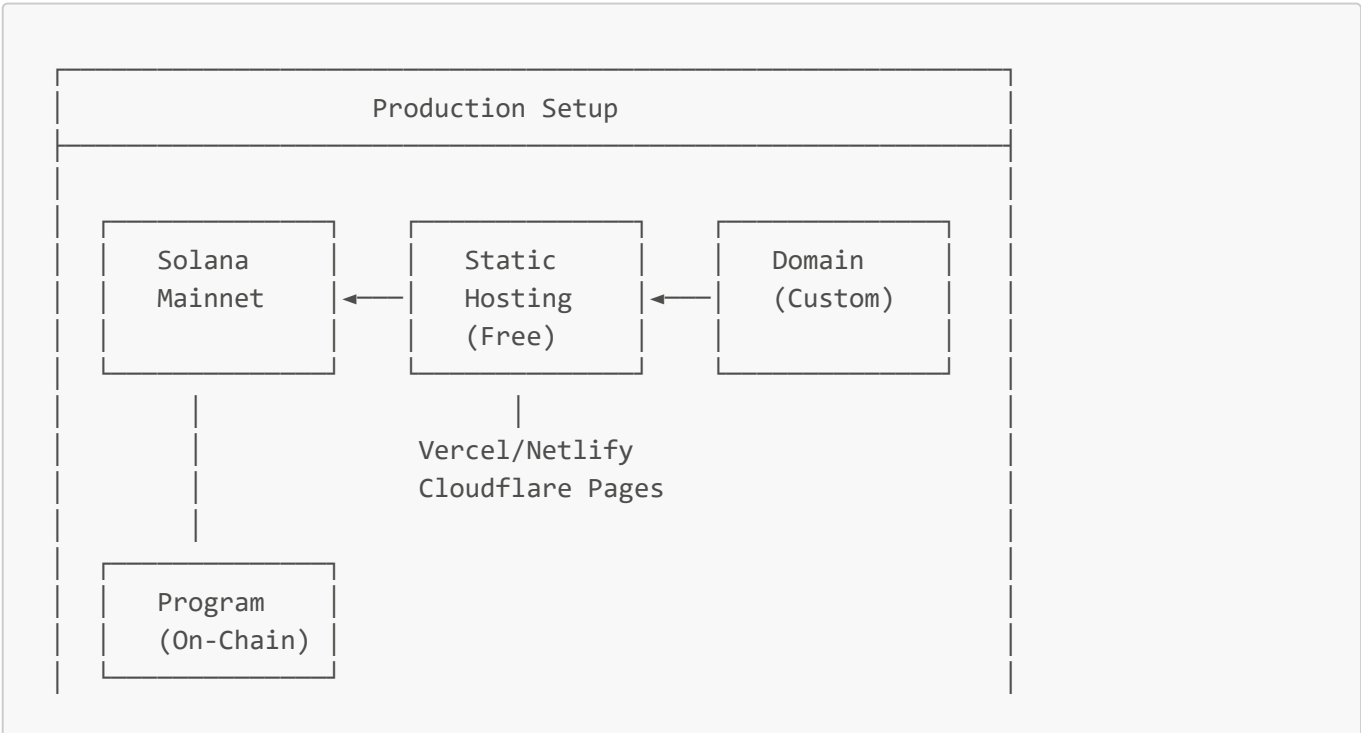 Production Setup
Solana Static Domain
Mainnet Hosting (Custom)
(Free)
Vercel/Netlify
Cloudflare Pages
Program
(On-Chain)